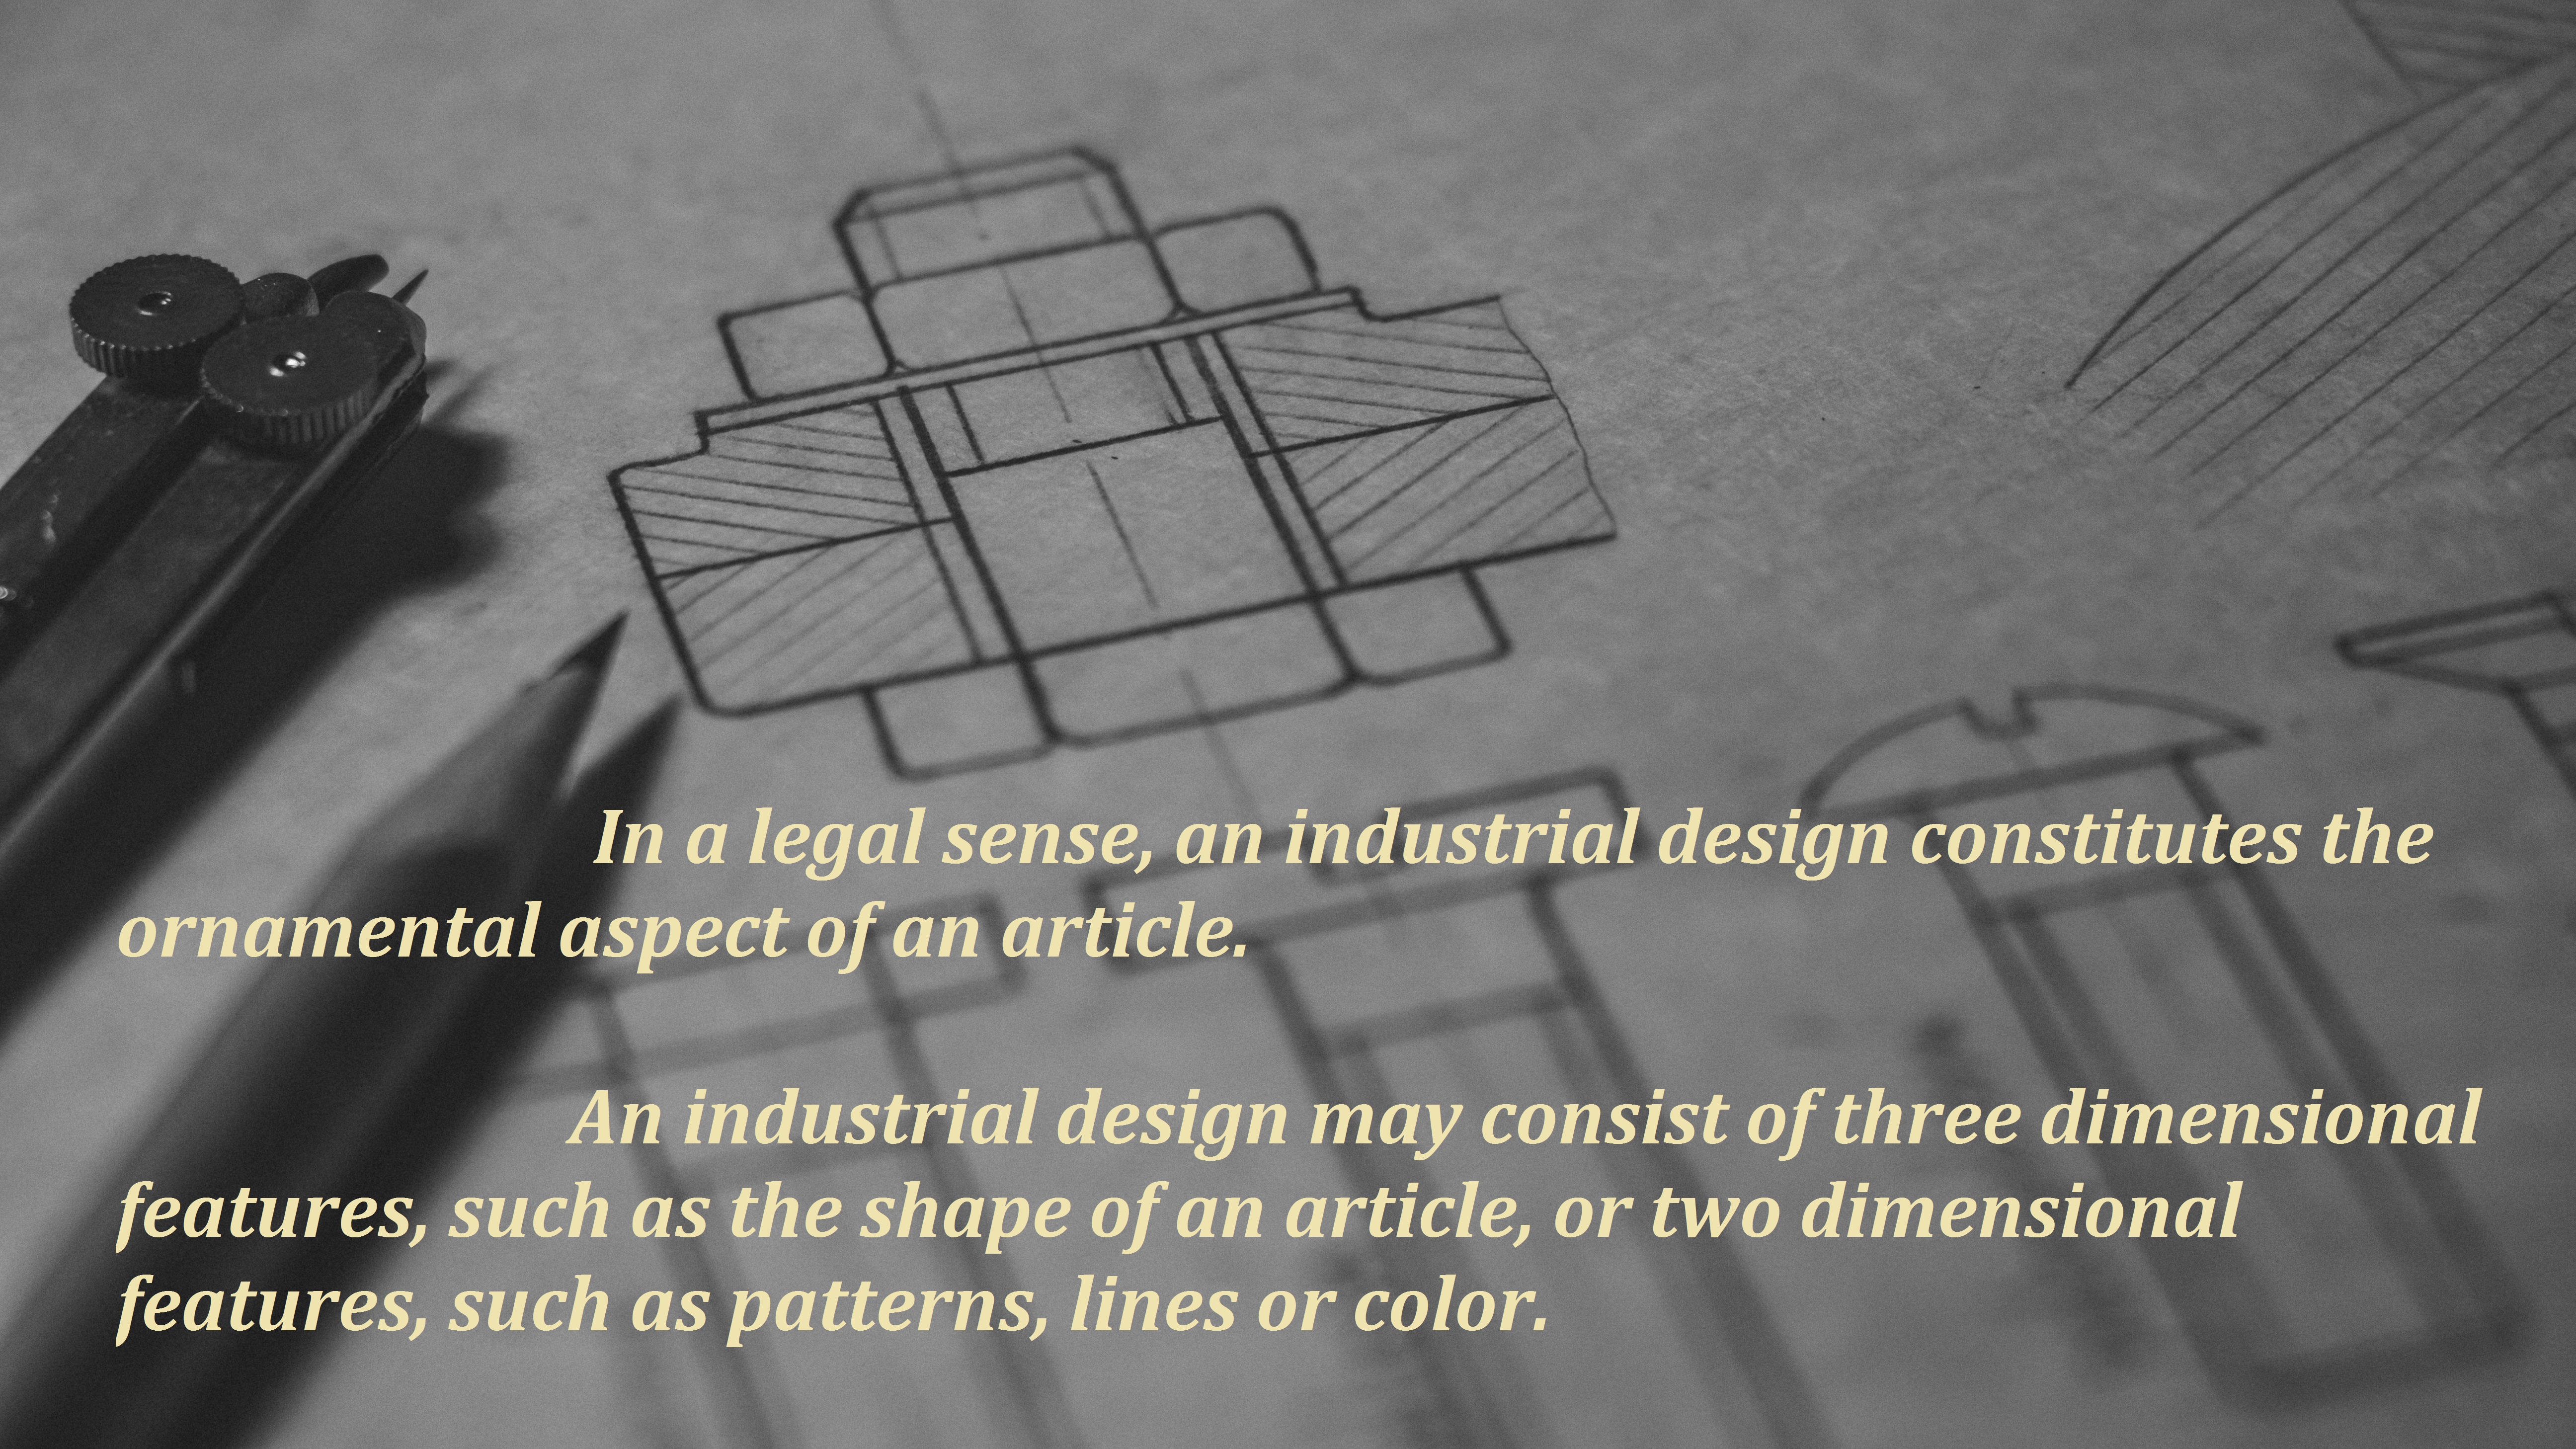 In a legal sense, an industrial design constitutes the
ornamental aspect of an article.
An industrial design may consist of three dimensional
features, such as the shape of an article, or two dimensional
features, such as patterns, lines or color.